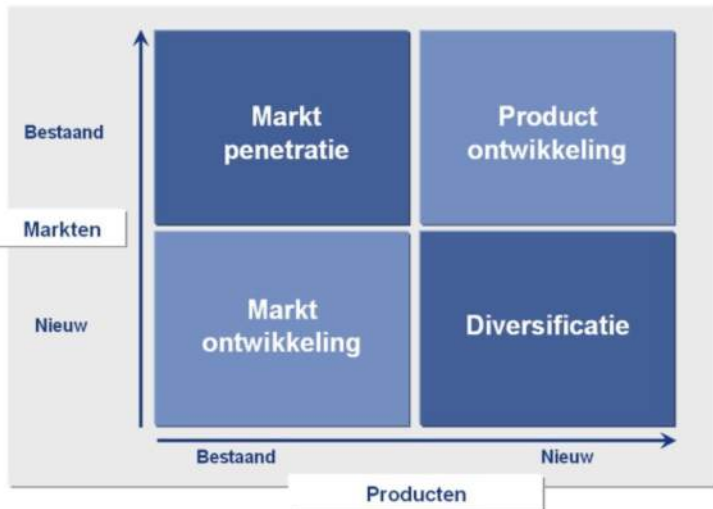 Bestaand
Markt
penetratie
Product
ontwikkeling
Markten
Nieuw
Markt
ontwikkeling
Diversificatie
Bestaand
Nieuw
Producten